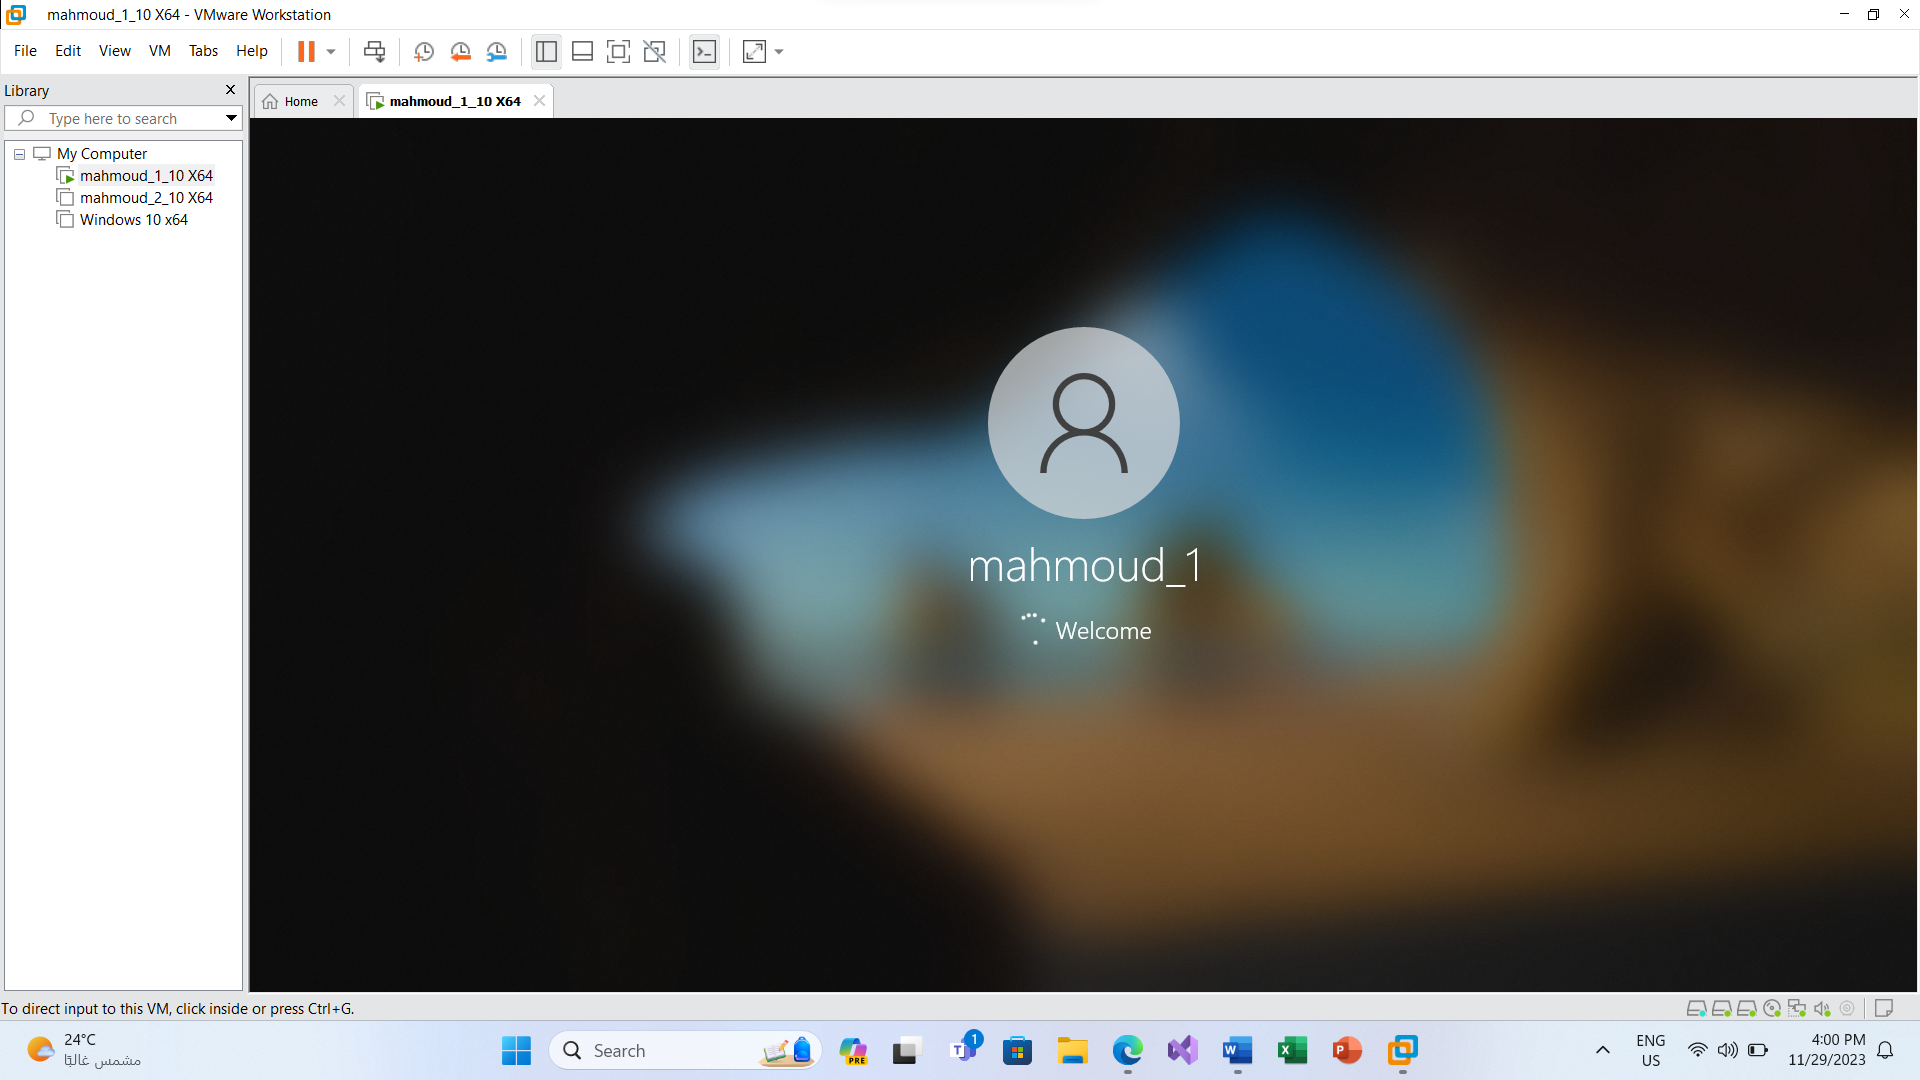 mahmoud_1_10 X64 - VMware Workstation
File Edit View VM Tabs Help
Library
Home
mahmoud_1_10 X64
Type here to search
My Computer
mahmoud_1_10 X64
mahmoud_2_10 X64
Windows 10 x64
mahmoud_1
Welcome
To direct input to this VM, click inside or press Ctrl+G.
24°C
مشمس غالبًا
Search
PRE
T
1
W
X
P
ENG
US
4:00 PM
11/29/2023